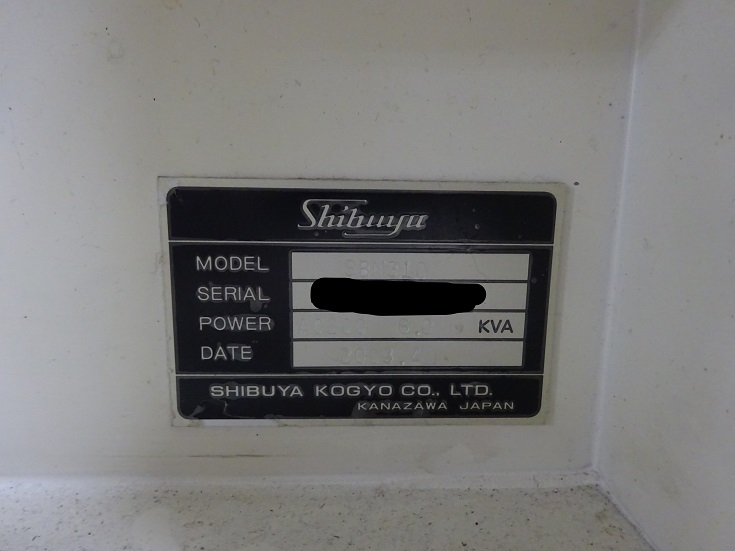 Shibuya
MODEL
SERIAL
POWER KVA
DATE
SHIBUYA KOGYO CO., LTD.
KANAZAWA JAPAN